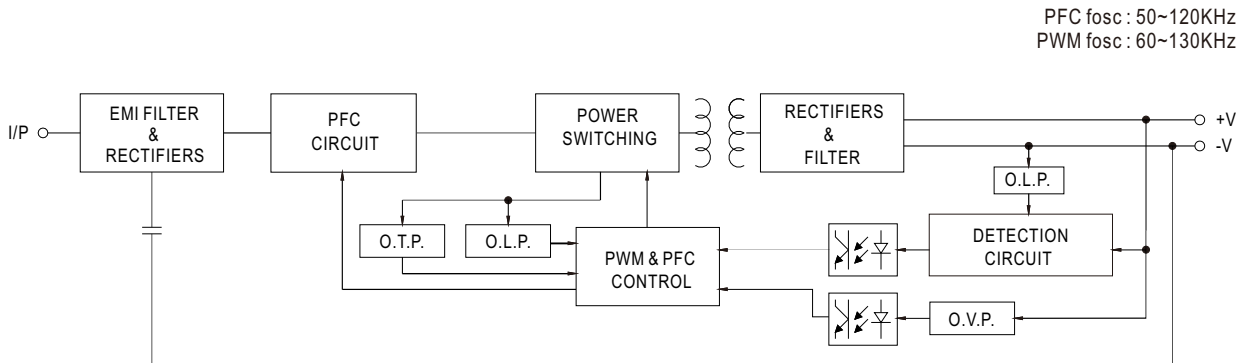 PFC fosc : 50~120KHz
PWM fosc : 60~130KHz
I/P
EMI FILTER
&
RECTIFIERS
PFC
CIRCUIT
POWER
SWITCHING
RECTIFIERS
&
FILTER
+V
-V
O.L.P.
O.T.P.
O.L.P.
PWM & PFC
CONTROL
DETECTION
CIRCUIT
O.V.P.